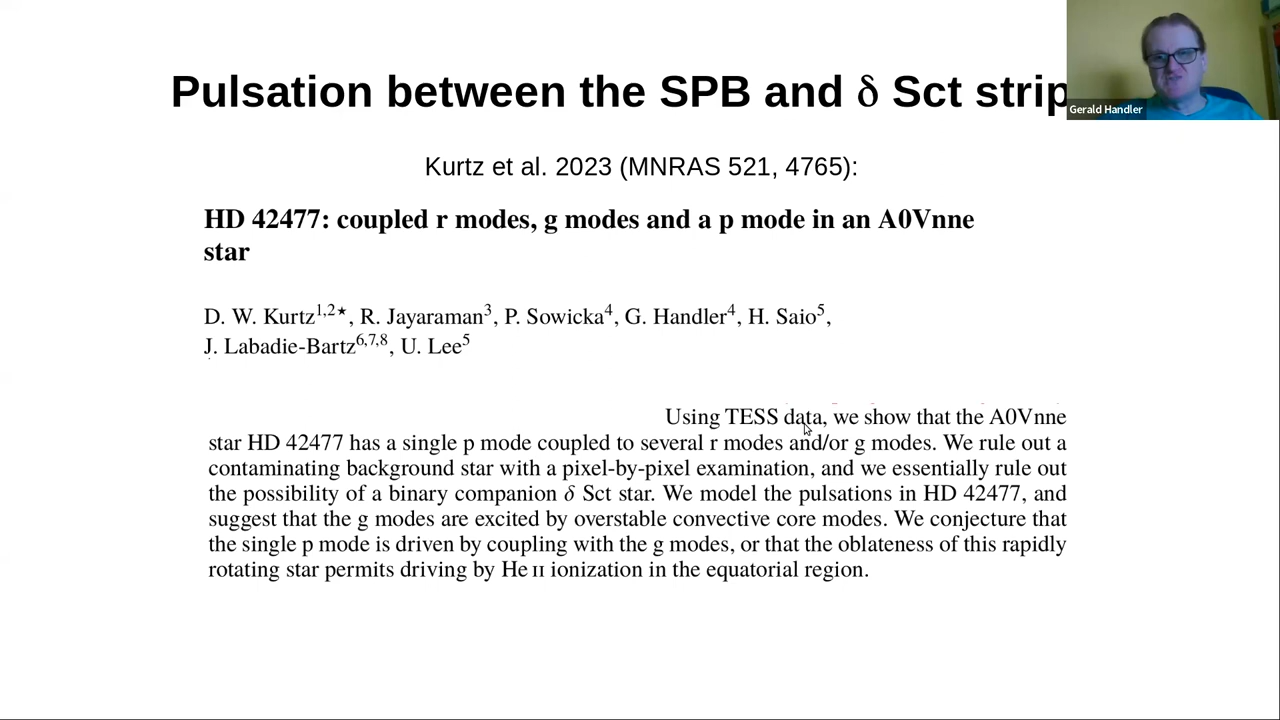 Pulsation between the SPB and δ Sct strip
Gerald Handler
Kurtz et al. 2023 (MNRAS 521, 4765):
HD 42477: coupled r modes, g modes and a p mode in an A0Vnne
star
D. W. Kurtz1,2★, R. Jayaraman3, P. Sowicka4, G. Handler4, H. Saio5,
J. Labadie-Bartz6,7,8, U. Lee5
Using TESS data, we show that the A0Vnne
star HD 42477 has a single p mode coupled to several r modes and/or g modes. We rule out a
contaminating background star with a pixel-by-pixel examination, and we essentially rule out
the possibility of a binary companion δ Sct star. We model the pulsations in HD 42477, and
suggest that the g modes are excited by overstable convective core modes. We conjecture that
the single p mode is driven by coupling with the g modes, or that the oblateness of this rapidly
rotating star permits driving by He II ionization in the equatorial region.